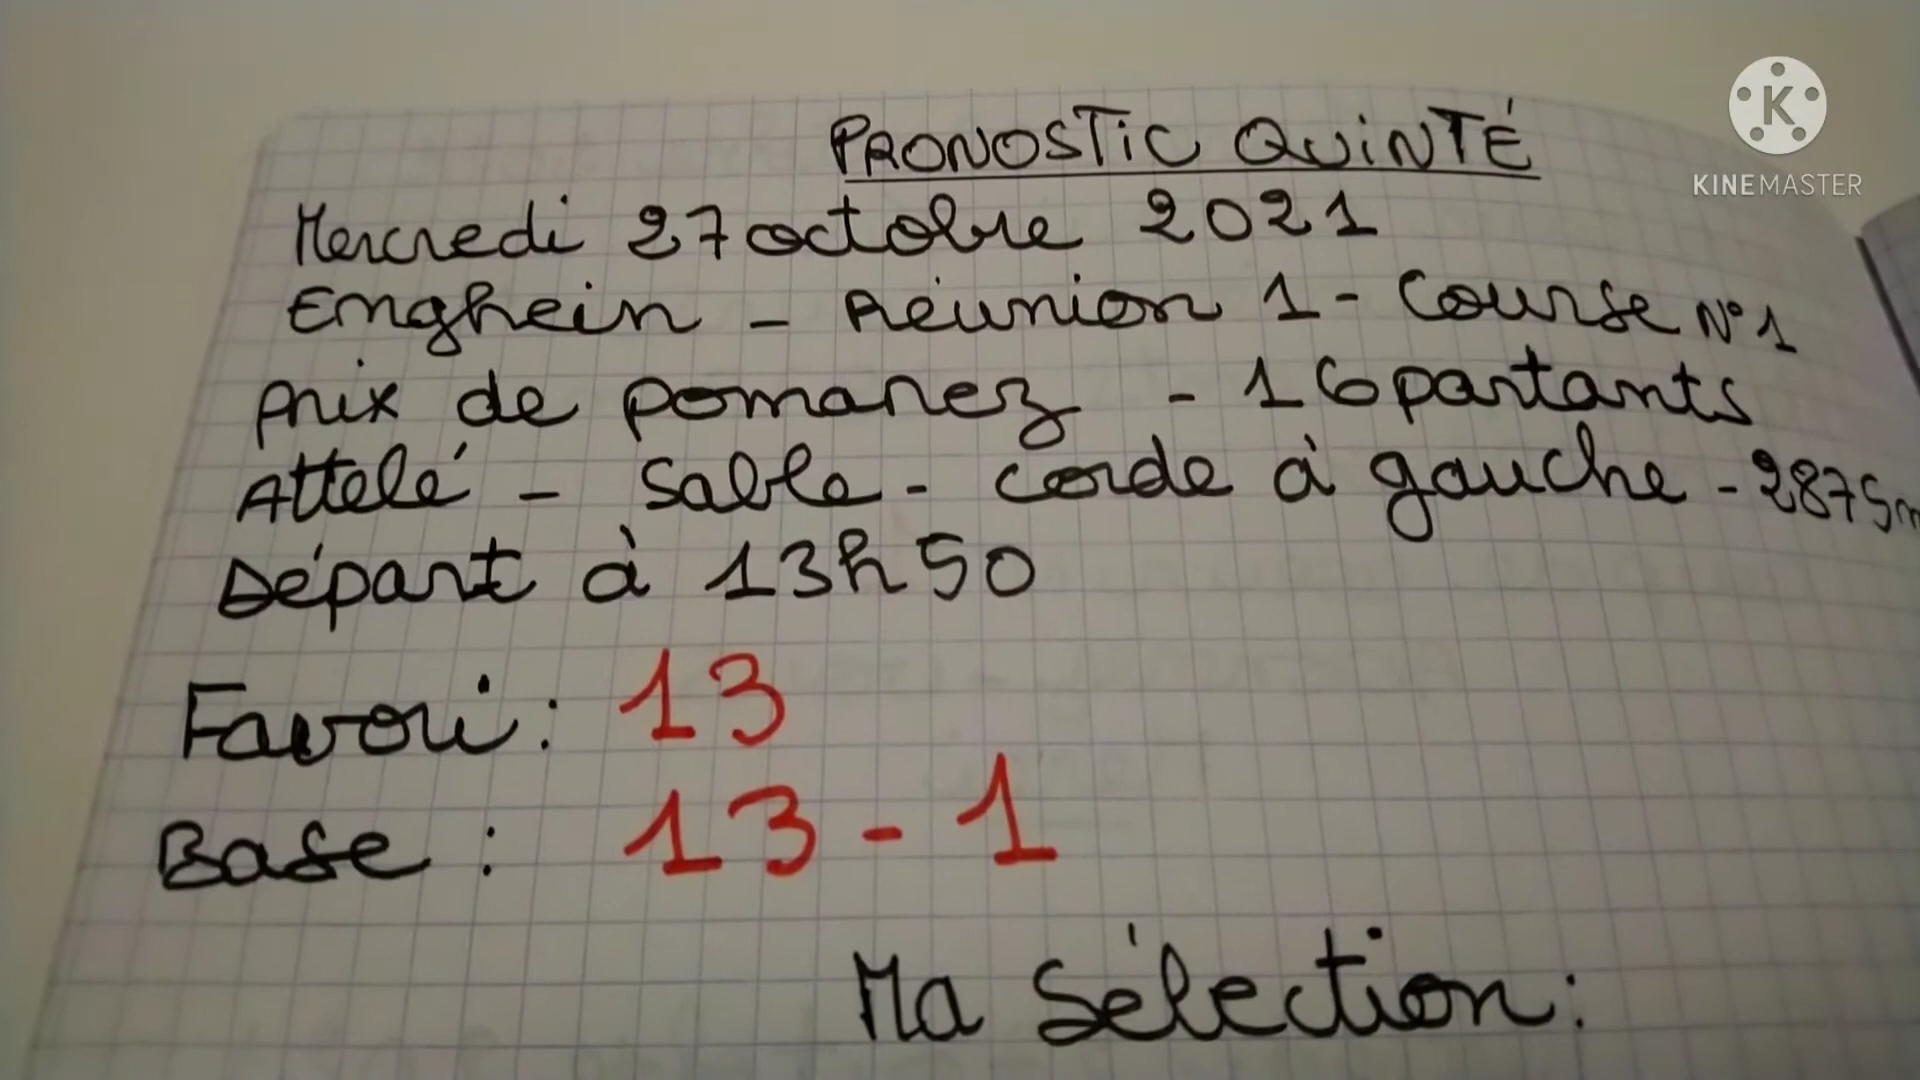 PRONOSTIC QUINTÉ
KINEMASTER
Mercredi 27 octobre 2021
Enghein - Réunion 1 - Course N°1
Prix de pomarez - 16 partants
Attelé - Sable - corde à gauche - 2875m
Départ à 13h50
Favori : 13
Base : 13 - 1
Ma Sélection :